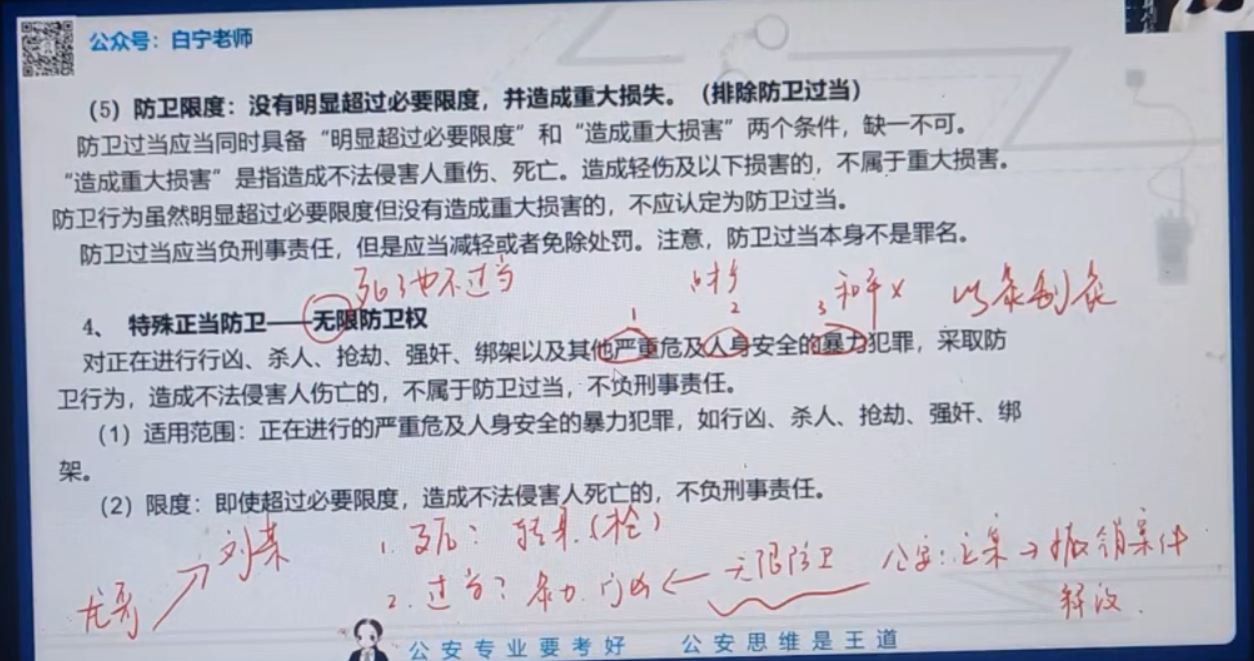 公众号：白宁老师
（5）防卫限度：没有明显超过必要限度，并造成重大损失。（排除防卫过当）
防卫过当应当同时具备“明显超过必要限度”和“造成重大损害”两个条件，缺一不可。
“造成重大损害”是指造成不法侵害人重伤、死亡。造成轻伤及以下损害的，不属于重大损害。
防卫行为虽然明显超过必要限度但没有造成重大损害的，不应认定为防卫过当。
防卫过当应当负刑事责任，但是应当减轻或者免除处罚。注意，防卫过当本身不是罪名。
死了也不过当 财 和平x 以暴制暴
1 2 3
4、 特殊正当防卫——无限防卫权
对正在进行行凶、杀人、抢劫、强奸、绑架以及其他严重危及人身安全的暴力犯罪，采取防
卫行为，造成不法侵害人伤亡的，不属于防卫过当，不负刑事责任。
（1）适用范围：正在进行的严重危及人身安全的暴力犯罪，如行凶、杀人、抢劫、强奸、绑
架。
（2）限度：即使超过必要限度，造成不法侵害人死亡的，不负刑事责任。
刘某 1.
龙哥 2. 过当？暴力 行凶 ← 无限防卫 公安：立案→撤销案件
释放
公安专业要考好 公安思维是王道